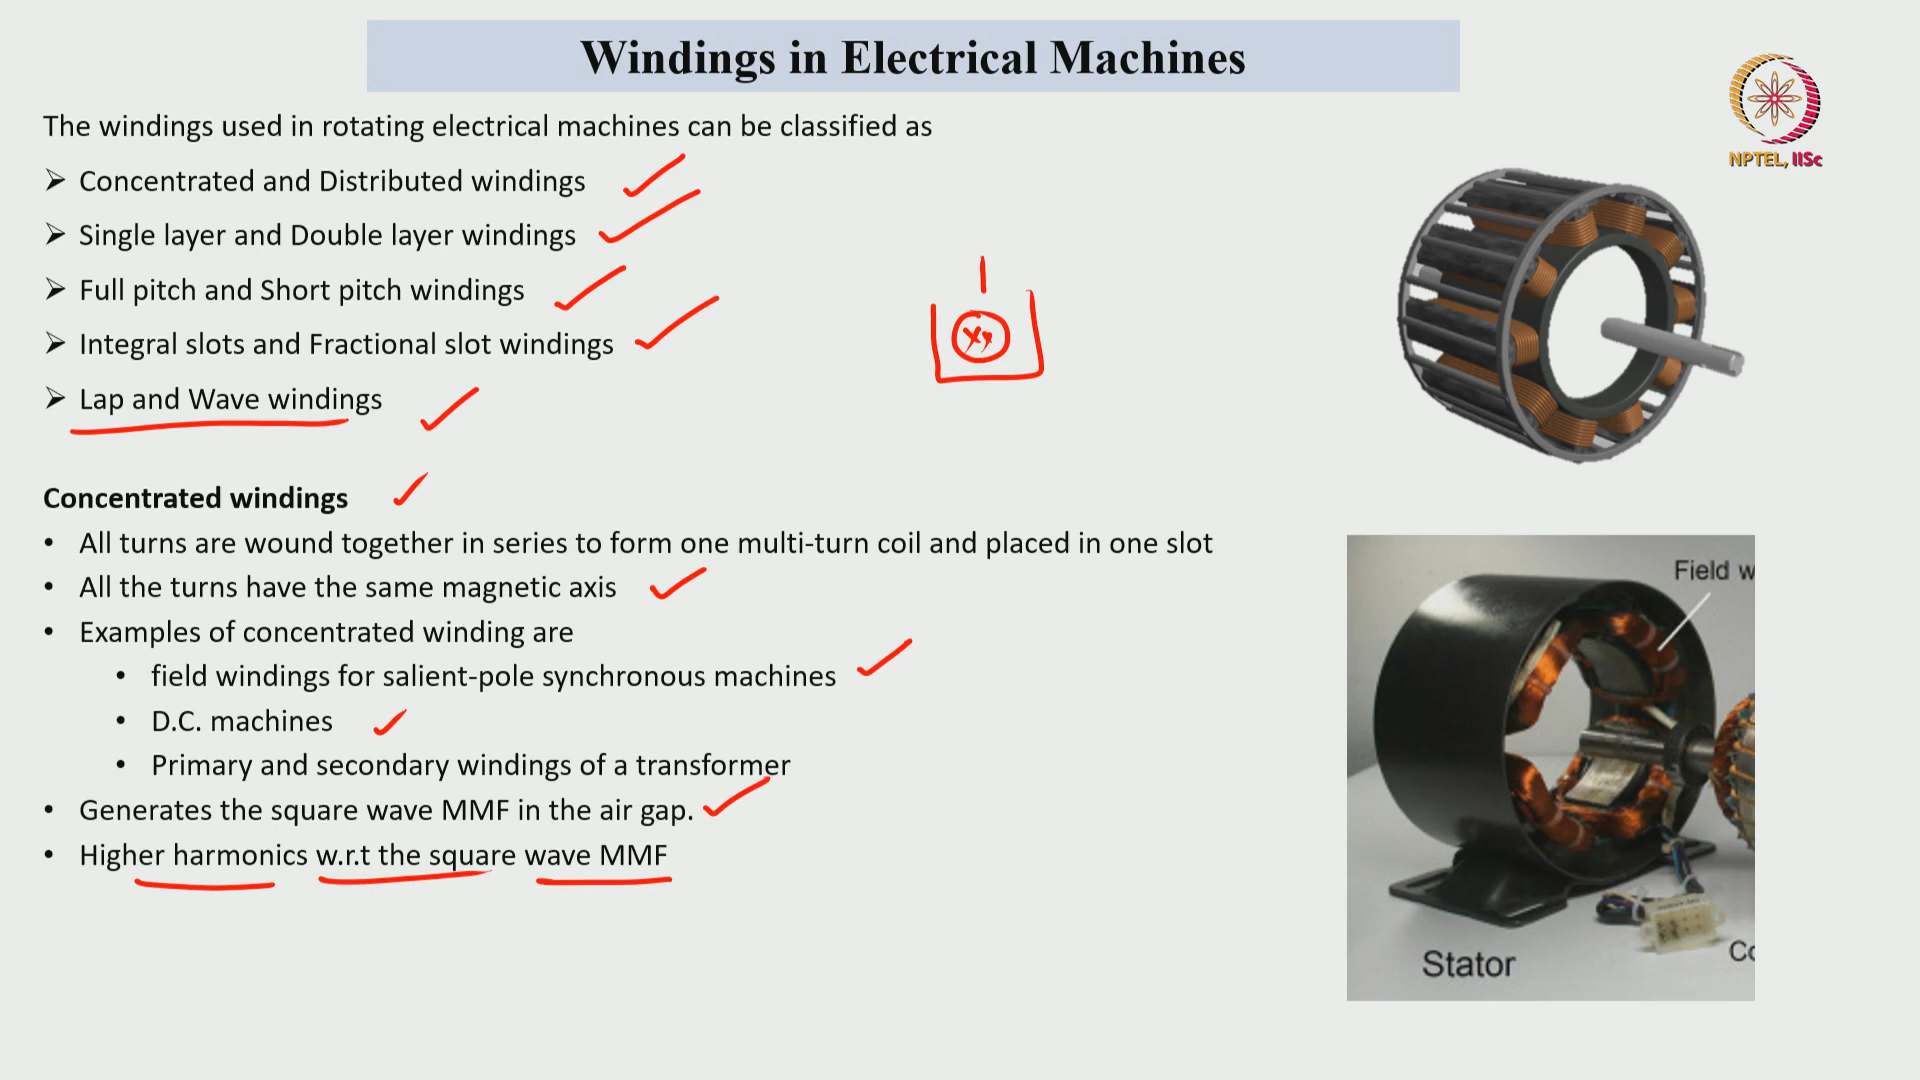 Windings in Electrical Machines
NPTEL, IISc
The windings used in rotating electrical machines can be classified as
➢ Concentrated and Distributed windings
➢ Single layer and Double layer windings
➢ Full pitch and Short pitch windings
➢ Integral slots and Fractional slot windings
➢ Lap and Wave windings
Concentrated windings
• All turns are wound together in series to form one multi-turn coil and placed in one slot
• All the turns have the same magnetic axis
• Examples of concentrated winding are
• field windings for salient-pole synchronous machines
• D.C. machines
• Primary and secondary windings of a transformer
• Generates the square wave MMF in the air gap.
• Higher harmonics w.r.t the square wave MMF
Field w
Stator
Co